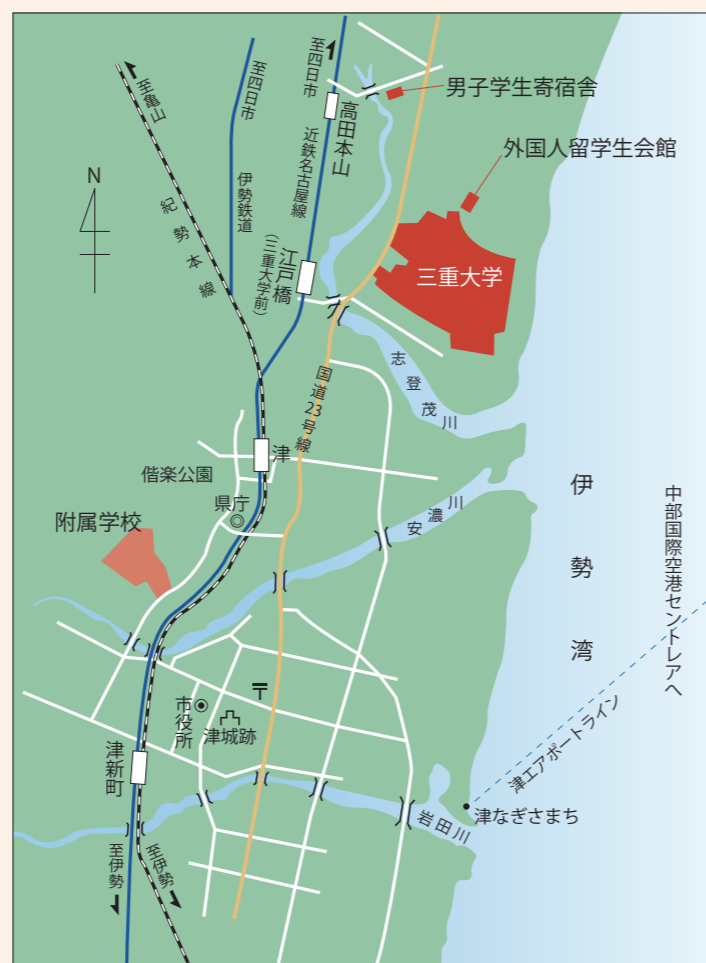 至亀山
至四日市
至四日市
男子学生寄宿舎
高田本山
外国人留学生会館
N
近鉄名古屋線
伊勢鉄道
紀勢本線
江戸橋
(三重大学前)
三重大学
志登茂川
国道23号線
津
偕楽公園
県庁
附属学校
安濃川
伊勢湾
中部国際空港セントレアへ
〒
市役所
津城跡
津新町
津エアポートライン
津なぎさまち
岩田川
至伊勢
至伊勢